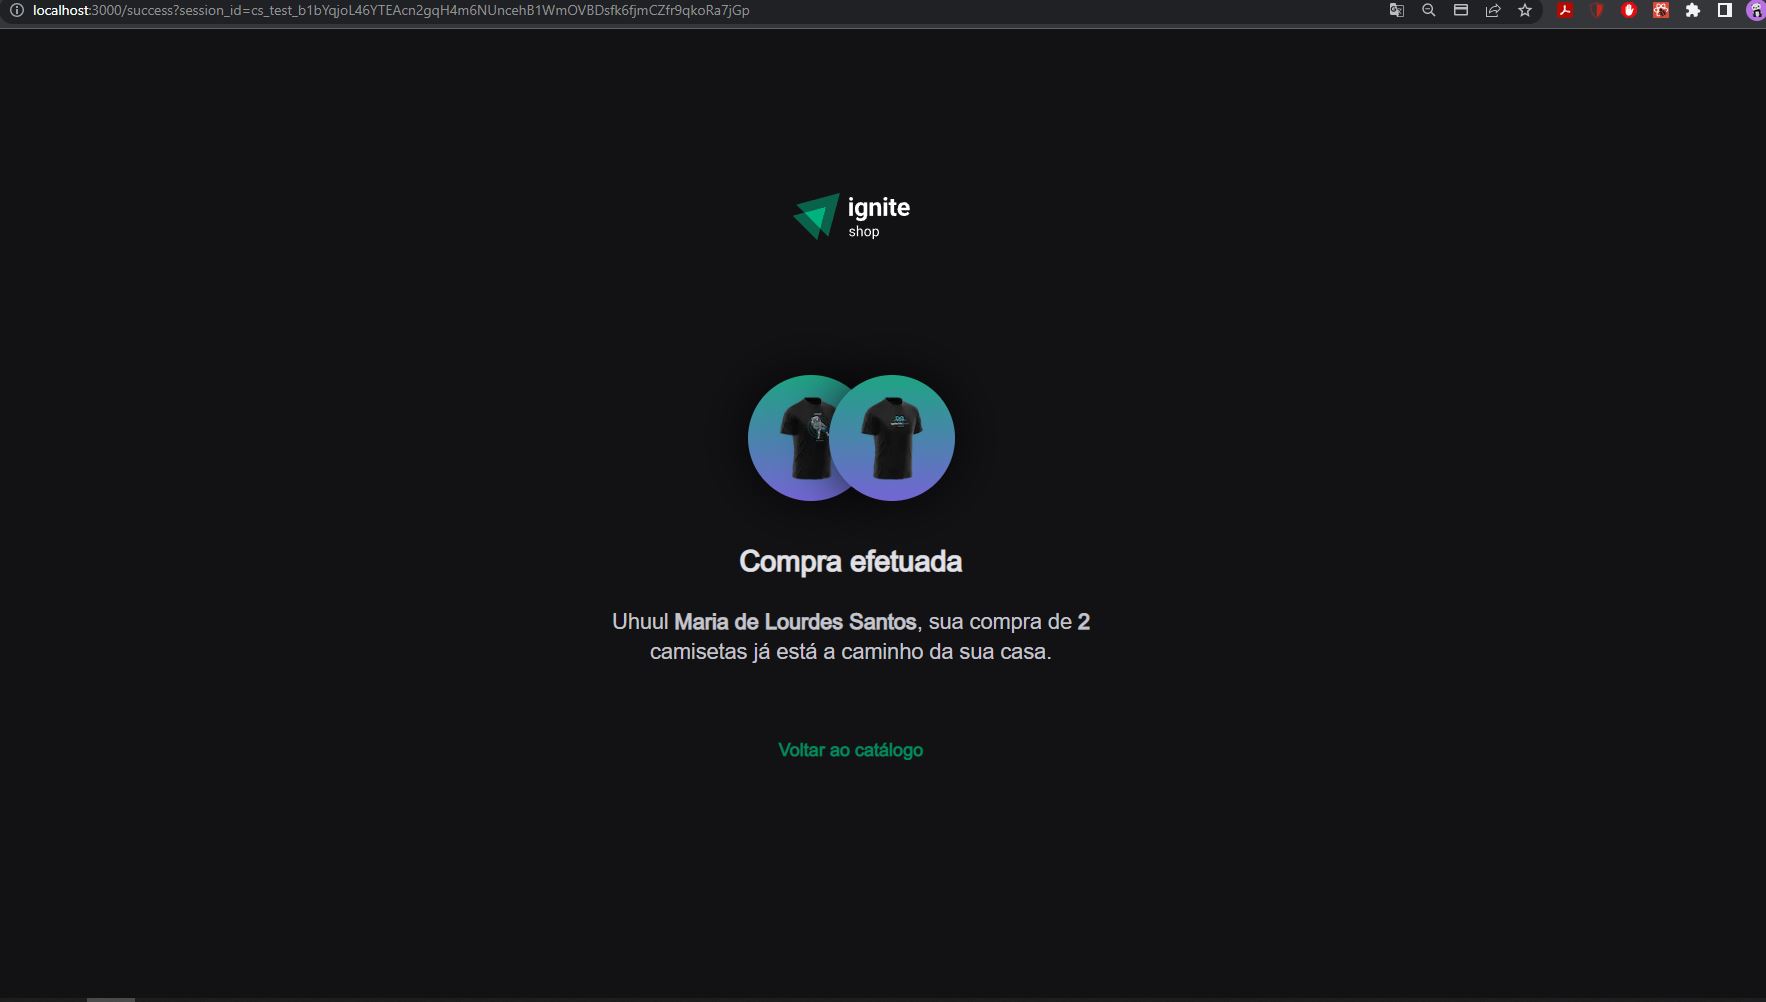 localhost:3000/success?session_id=cs_test_b1bYqjoL46YTEAcn2gqH4m6NUncehB1WmOVBDsfk6fjmCZfr9qkoRa7jGp
ignite
shop
Compra efetuada
Uhuul Maria de Lourdes Santos, sua compra de 2
camisetas já está a caminho da sua casa.
Voltar ao catálogo